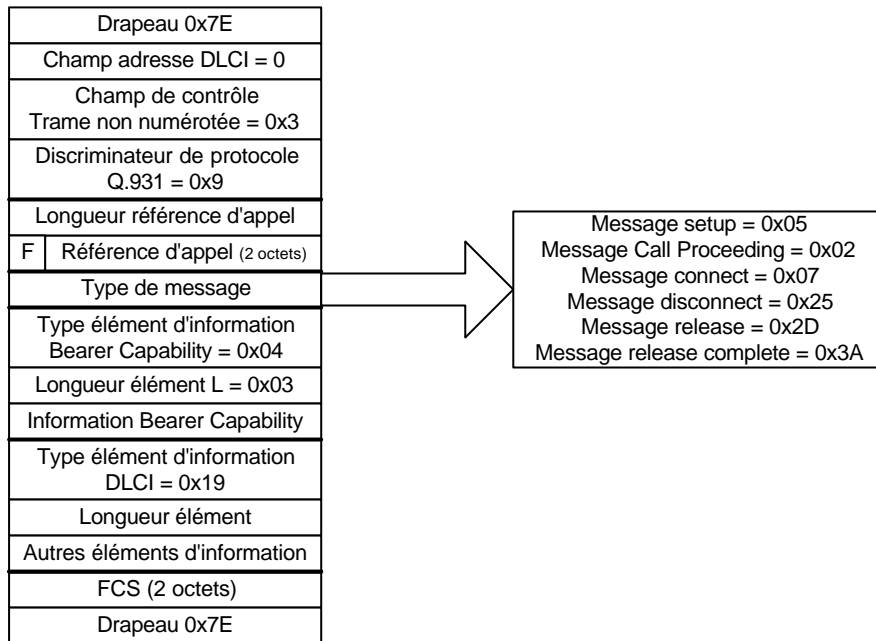 Drapeau 0x7E
Champ adresse DLCI = 0
Champ de contrôle
Trame non numérotée = 0x3
Discriminateur de protocole
Q.931 = 0x9
Longueur référence d'appel
F Référence d'appel (2 octets)
Type de message
Type élément d'information
Bearer Capability = 0x04
Longueur élément L = 0x03
Information Bearer Capability
Type élément d'information
DLCI = 0x19
Longueur élément
Autres éléments d'information
FCS (2 octets)
Drapeau 0x7E
Message setup = 0x05
Message Call Proceeding = 0x02
Message connect = 0x07
Message disconnect = 0x25
Message release = 0x2D
Message release complete = 0x3A